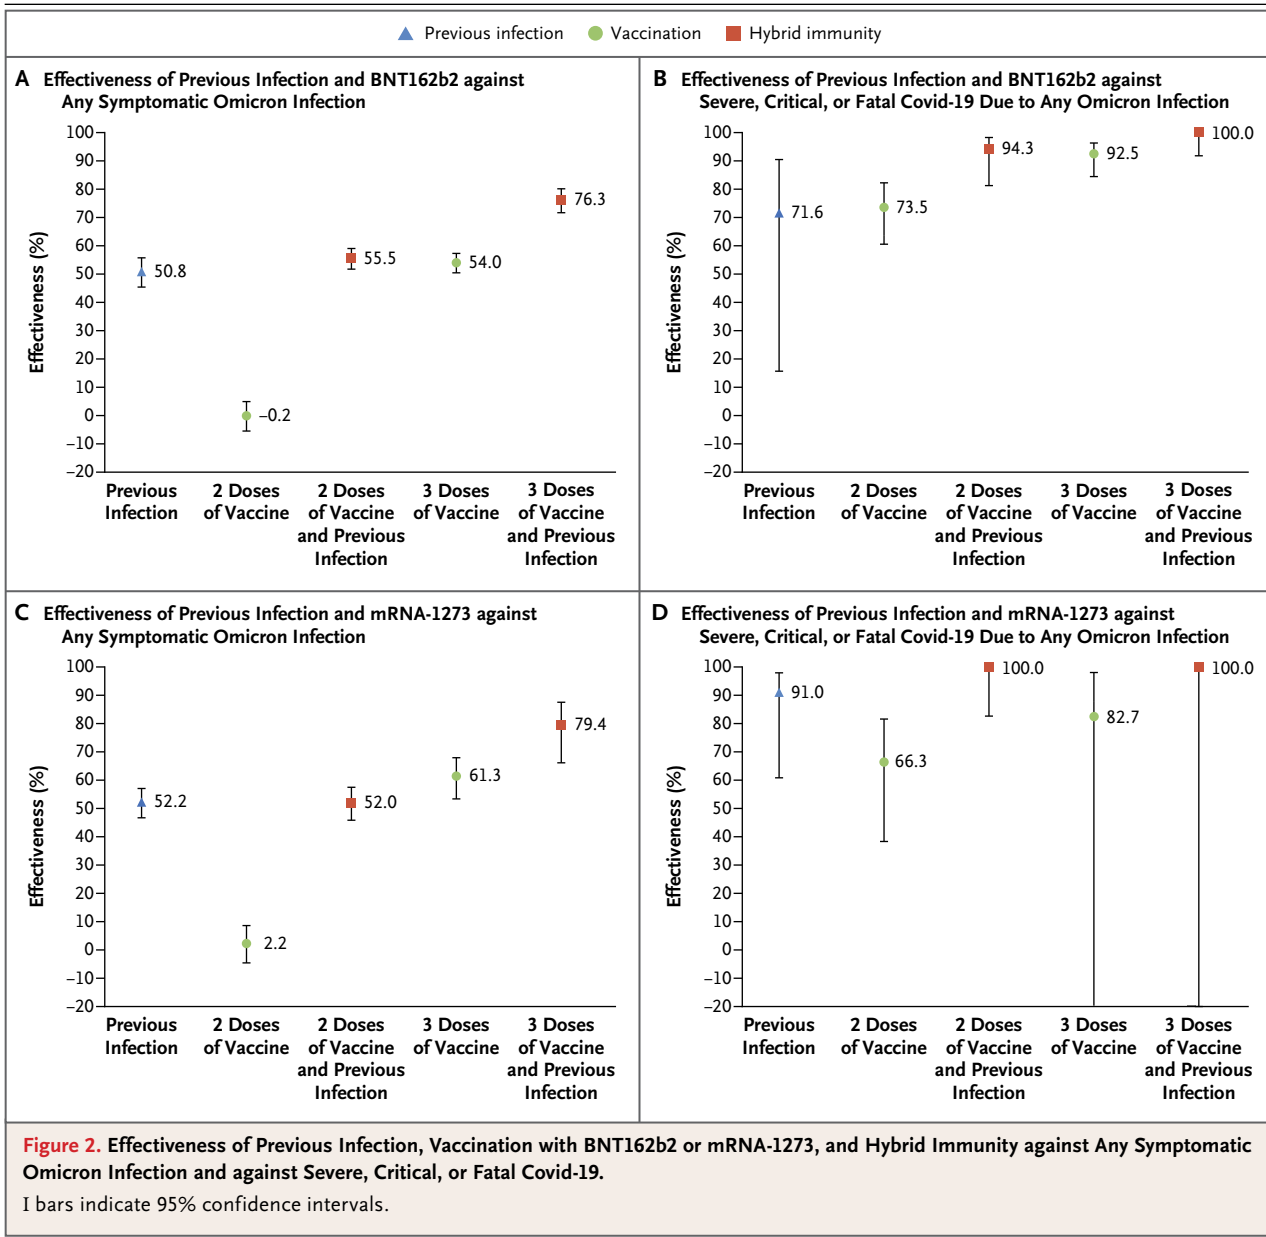 Previous infection Vaccination Hybrid immunity
A Effectiveness of Previous Infection and BNT162b2 against
Any Symptomatic Omicron Infection
Effectiveness (%)
100
90
80
70
60
50
40
30
20
10
0
–10
–20
50.8
–0.2
55.5
54.0
76.3
Previous
Infection
2 Doses
of Vaccine
2 Doses
of Vaccine
and Previous
Infection
3 Doses
of Vaccine
3 Doses
of Vaccine
and Previous
Infection
B Effectiveness of Previous Infection and BNT162b2 against
Severe, Critical, or Fatal Covid-19 Due to Any Omicron Infection
Effectiveness (%)
100
90
80
70
60
50
40
30
20
10
0
–10
–20
71.6
73.5
94.3
92.5
100.0
Previous
Infection
2 Doses
of Vaccine
2 Doses
of Vaccine
and Previous
Infection
3 Doses
of Vaccine
3 Doses
of Vaccine
and Previous
Infection
C Effectiveness of Previous Infection and mRNA-1273 against
Any Symptomatic Omicron Infection
Effectiveness (%)
100
90
80
70
60
50
40
30
20
10
0
–10
–20
52.2
2.2
52.0
61.3
79.4
Previous
Infection
2 Doses
of Vaccine
2 Doses
of Vaccine
and Previous
Infection
3 Doses
of Vaccine
3 Doses
of Vaccine
and Previous
Infection
D Effectiveness of Previous Infection and mRNA-1273 against
Severe, Critical, or Fatal Covid-19 Due to Any Omicron Infection
Effectiveness (%)
100
90
80
70
60
50
40
30
20
10
0
–10
–20
91.0
66.3
100.0
82.7
100.0
Previous
Infection
2 Doses
of Vaccine
2 Doses
of Vaccine
and Previous
Infection
3 Doses
of Vaccine
3 Doses
of Vaccine
and Previous
Infection
Figure 2. Effectiveness of Previous Infection, Vaccination with BNT162b2 or mRNA-1273, and Hybrid Immunity against Any Symptomatic
Omicron Infection and against Severe, Critical, or Fatal Covid-19.
I bars indicate 95% confidence intervals.